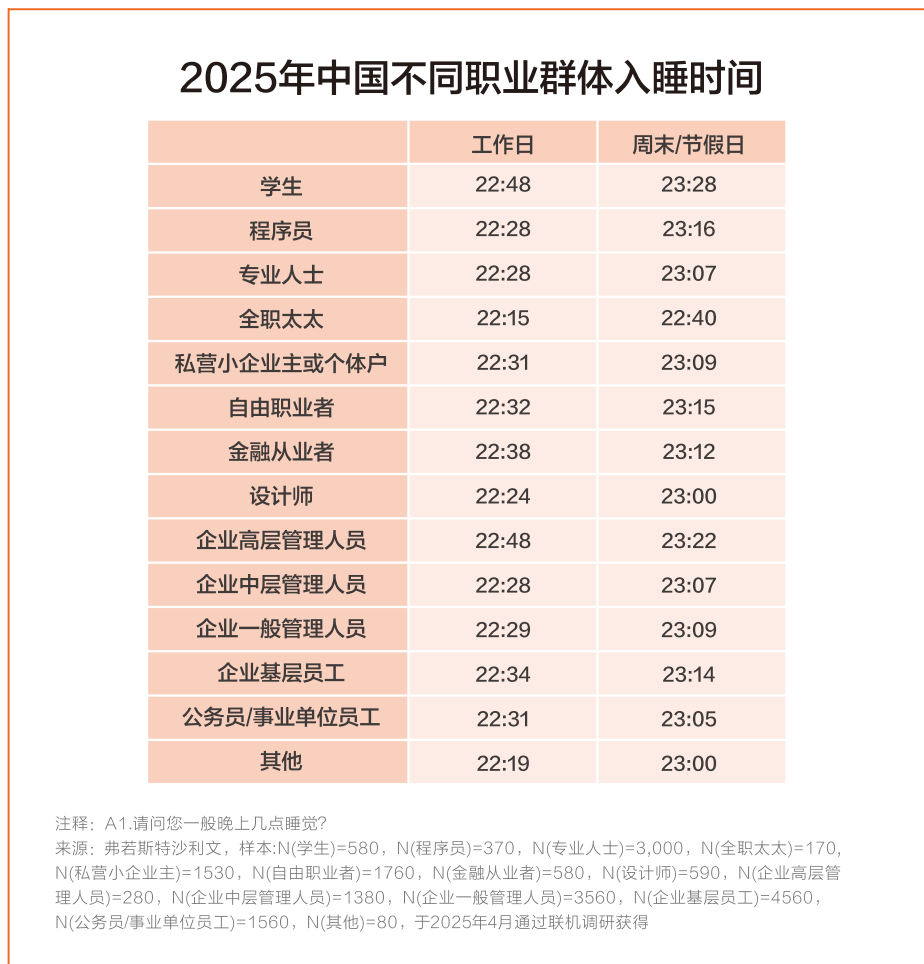 2025年中国不同职业群体入睡时间
工作日 周末/节假日
学生 22:48 23:28
程序员 22:28 23:16
专业人士 22:28 23:07
全职太太 22:15 22:40
私营小企业主或个体户 22:31 23:09
自由职业者 22:32 23:15
金融从业者 22:38 23:12
设计师 22:24 23:00
企业高层管理人员 22:48 23:22
企业中层管理人员 22:28 23:07
企业一般管理人员 22:29 23:09
企业基层员工 22:34 23:14
公务员/事业单位员工 22:31 23:05
其他 22:19 23:00
注释：A1.请问您一般晚上几点睡觉?
来源：弗若斯特沙利文，样本:N(学生)=580，N(程序员)=370，N(专业人士)=3,000，N(全职太太)=170,
N(私营小企业主)=1530，N(自由职业者)=1760，N(金融从业者)=580，N(设计师)=590，N(企业高层管
理人员)=280，N(企业中层管理人员)=1380，N(企业一般管理人员)=3560，N(企业基层员工)=4560，
N(公务员/事业单位员工)=1560，N(其他)=80，于2025年4月通过联机调研获得